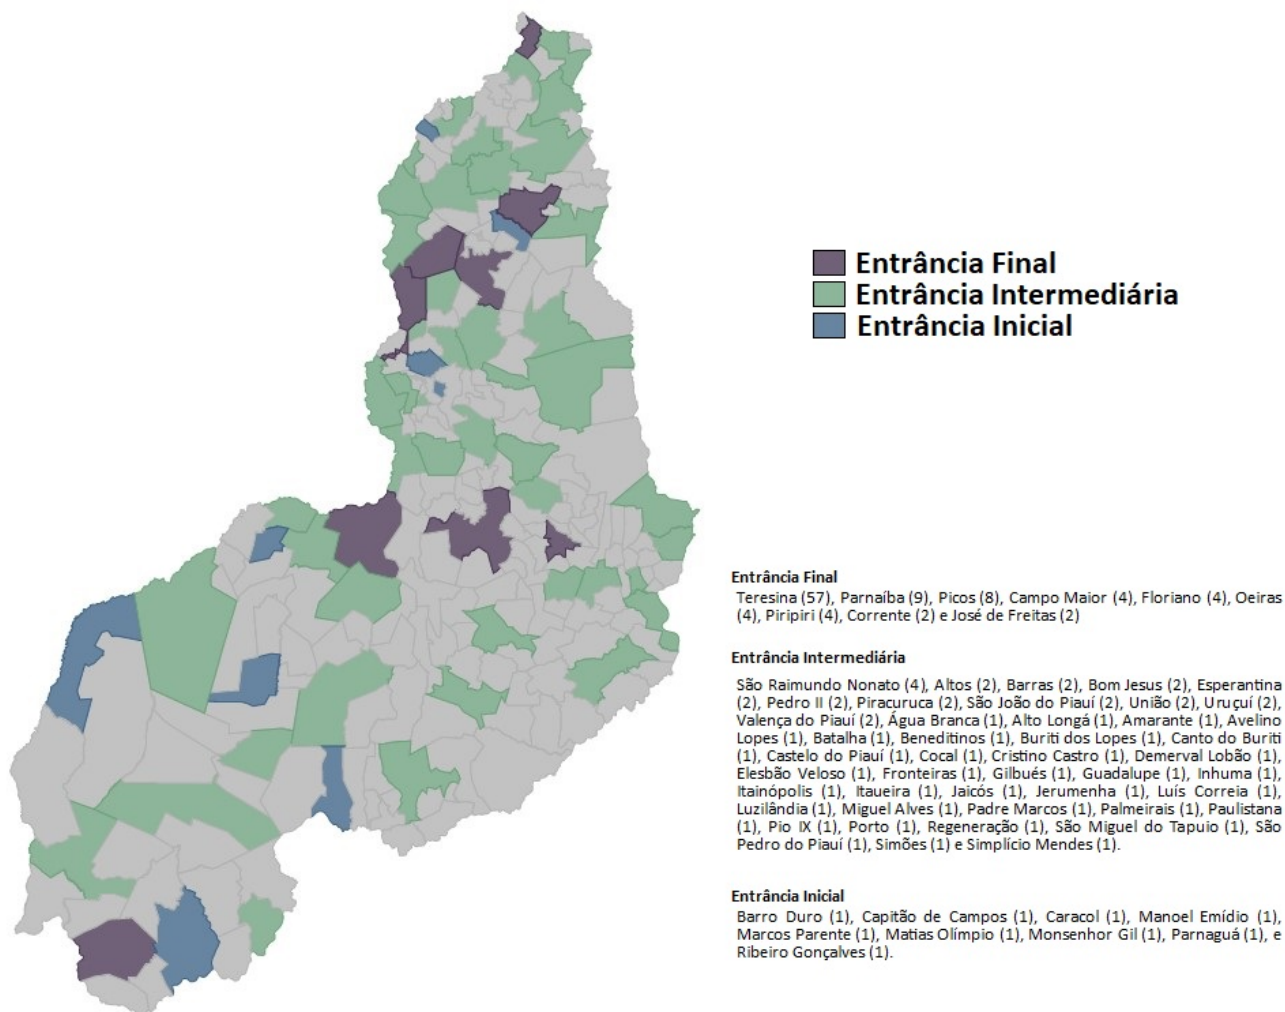 Entrância Final
Entrância Intermediária
Entrância Inicial
Entrância Final
Teresina (57), Parnaíba (9), Picos (8), Campo Maior (4), Floriano (4), Oeiras
(4), Piripiri (4), Corrente (2) e José de Freitas (2)
Entrância Intermediária
São Raimundo Nonato (4), Altos (2), Barras (2), Bom Jesus (2), Esperantina
(2), Pedro II (2), Piracuruca (2), São João do Piauí (2), União (2), Uruçuí (2),
Valença do Piauí (2), Água Branca (1), Alto Longá (1), Amarante (1), Avelino
Lopes (1), Batalha (1), Beneditinos (1), Buriti dos Lopes (1), Canto do Buriti
(1), Castelo do Piauí (1), Cocal (1), Cristino Castro (1), Demerval Lobão (1),
Elesbão Veloso (1), Fronteiras (1), Gilbués (1), Guadalupe (1), Inhuma (1),
Itainópolis (1), Itaueira (1), Jaicós (1), Jerumenha (1), Luís Correia (1),
Luzilândia (1), Miguel Alves (1), Padre Marcos (1), Palmeirais (1), Paulistana
(1), Pio IX (1), Porto (1), Regeneração (1), São Miguel do Tapuio (1), São
Pedro do Piauí (1), Simões (1) e Simplício Mendes (1).
Entrância Inicial
Barro Duro (1), Capitão de Campos (1), Caracol (1), Manoel Emídio (1),
Marcos Parente (1), Matias Olímpio (1), Monsenhor Gil (1), Parnaguá (1), e
Ribeiro Gonçalves (1).